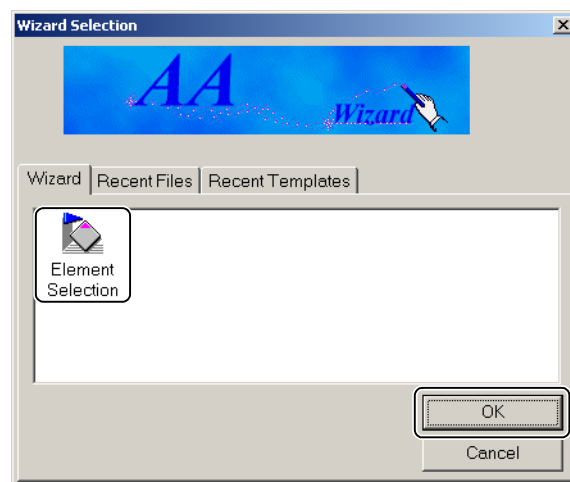 Wizard Selection
AA
Wizard
Wizard Recent Files Recent Templates
Element
Selection
OK
Cancel